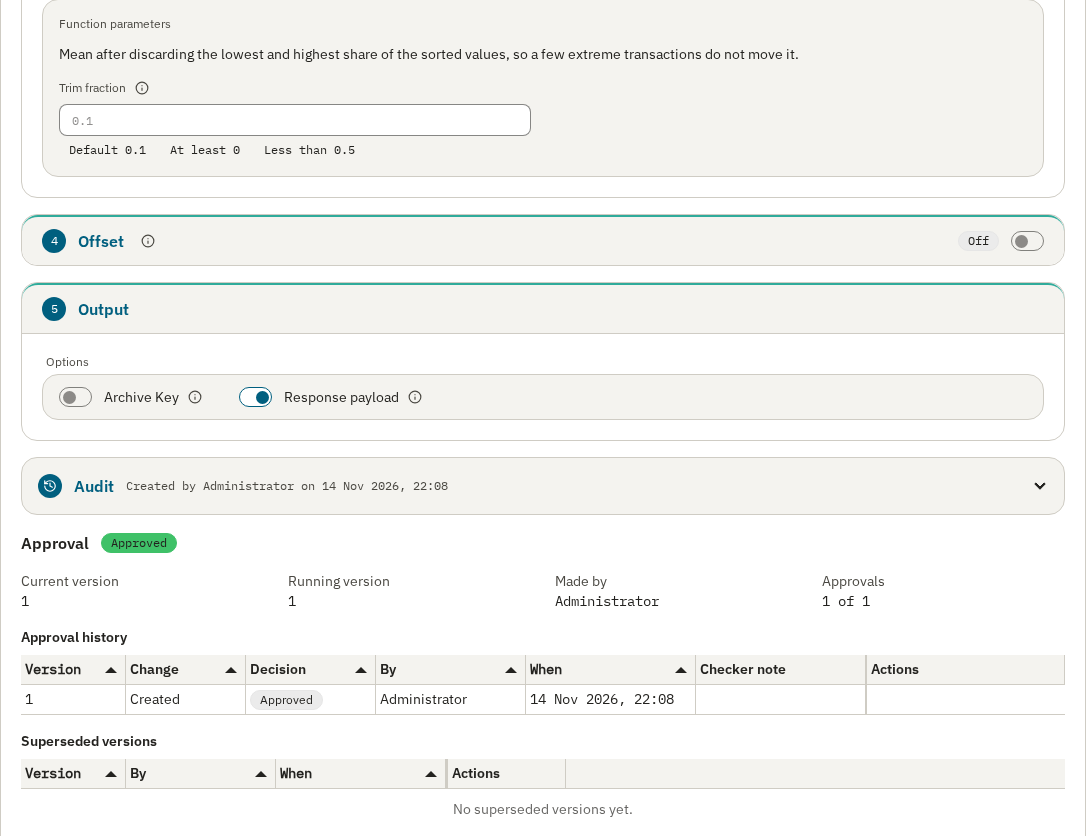 Function parameters
Mean after discarding the lowest and highest share of the sorted values, so a few extreme transactions do not move it.
Trim fraction
0.1
Default 0.1 At least 0 Less than 0.5
4 Offset Off
5 Output
Options
Archive Key Response payload
Audit Created by Administrator on 14 Nov 2026, 22:08
Approval Approved
Current version Running version Made by Approvals
1 1 Administrator 1 of 1
Approval history
Version Change Decision By When Checker note Actions
1 Created Approved Administrator 14 Nov 2026, 22:08
Superseded versions
Version By When Actions
No superseded versions yet.